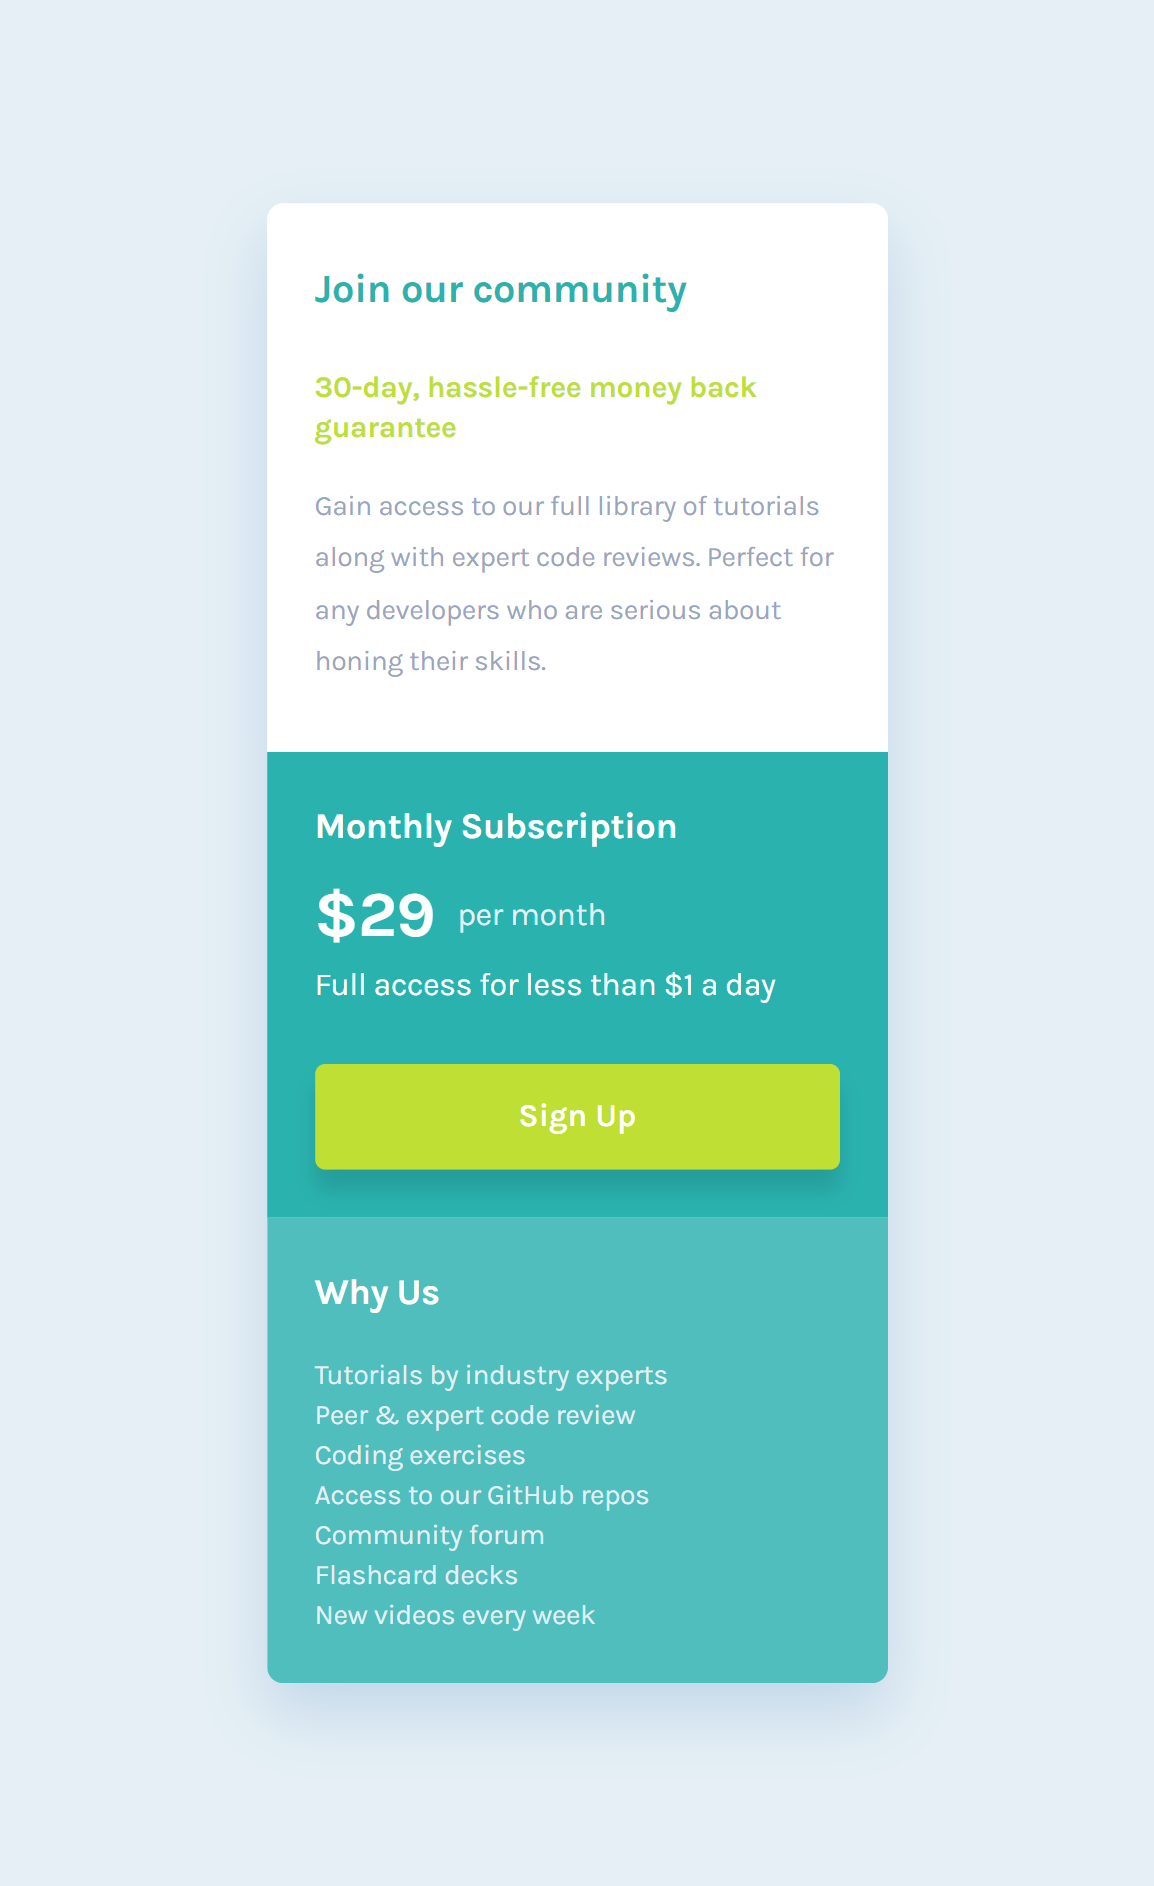 Join our community
30-day, hassle-free money back
guarantee
Gain access to our full library of tutorials
along with expert code reviews. Perfect for
any developers who are serious about
honing their skills.
Monthly Subscription
$29 per month
Full access for less than $1 a day
Sign Up
Why Us
Tutorials by industry experts
Peer & expert code review
Coding exercises
Access to our GitHub repos
Community forum
Flashcard decks
New videos every week